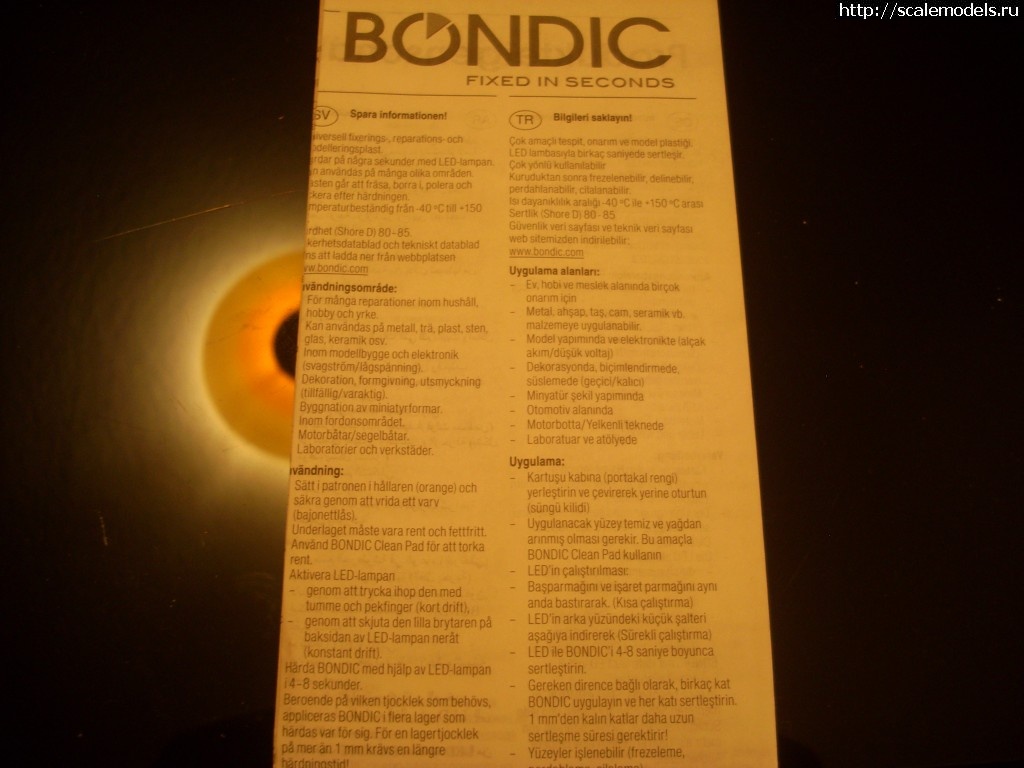 http://scalemodels.ru
BONDIC
FIXED IN SECONDS
SV
Spara informationen!
fixerings-, reparations- och
på några sekunder med LED-lampan.
användas på många olika områden.
går att fräsa, borra i, polera och
efter härdningen.
från -40 ºC till +150
(Shore D) 80-85.
och tekniskt datablad
att ladda ner från webbplatsen
.bondic.com
För många reparationer inom hushåll,
hobby och yrke.
Kan användas på metall, trä, plast, sten,
glas, keramik osv.
Inom modellbygge och elektronik
(svagström/lågspänning).
Dekoration, formgivning, utsmyckning
(tillfällig/varaktig).
Byggnation av miniatyrformar.
Inom fordonsområdet.
Motorbåtar/segelbåtar.
Laboratorier och verkstäder.
Sätt i patronen i hållaren (orange) och
säkra genom att vrida ett varv
(bajonettlås).
Underlaget måste vara rent och fettfritt.
Använd BONDIC Clean Pad för att torka
rent.
Aktivera LED-lampan
– genom att trycka ihop den med
tumme och pekfinger (kort drift),
– genom att skjuta den lilla brytaren på
baksidan av LED-lampan neråt
(konstant drift).
Härda BONDIC med hjälp av LED-lampan
i 4–8 sekunder.
Beroende på vilken tjocklek som behövs,
appliceras BONDIC i flera lager som
härdas var för sig. För en lagertjocklek
på mer än 1 mm krävs en längre
härdningstid!
TR
Bilgileri saklayın!
Çok amaçlı tespit, onarım ve model plastiği.
LED lambasıyla birkaç saniyede sertleşir.
Çok yönlü kullanılabilir
Kuruduktan sonra frezelenebilir, delinebilir,
perdahlanabilir, cilalanabilir.
Isı dayanıklılık aralığı -40 ºC ile +150 ºC arası
Sertlik (Shore D) 80-85
Güvenlik veri sayfası ve teknik veri sayfası
web sitemizden indirilebilir:
www.bondic.com
Uygulama alanları:
– Ev, hobi ve meslek alanında birçok
onarım için
– Metal, ahşap, taş, cam, seramik vb.
malzemeye uygulanabilir.
– Model yapımında ve elektronikte (alçak
akım/düşük voltaj)
– Dekorasyonda, biçimlendirmede,
süslemede (geçici/kalıcı)
– Minyatür şekil yapımında
– Otomotiv alanında
– Motorbotta/Yelkenli teknede
– Laboratuar ve atölyede
Uygulama:
– Kartuşu kabına (portakal rengi)
yerleştirin ve çevirerek yerine oturtun
(süngü kilidi)
– Uygulanacak yüzey temiz ve yağdan
arınmış olması gerekir. Bu amaçla
BONDIC Clean Pad kullanın
– LED'in çalıştırılması:
– Başparmağını ve işaret parmağını aynı
anda bastırarak. (Kısa çalıştırma)
– LED'in arka yüzündeki küçük şalteri
aşağıya indirerek (Sürekli çalıştırma)
– LED ile BONDIC'i 4-8 saniye boyunca
sertleştirin.
– Gereken dirence bağlı olarak, birkaç kat
BONDIC uygulayın ve her katı sertleştirin.
1 mm'den kalın katlar daha uzun
sertleşme süresi gerektirir!
– Yüzeyler işlenebilir (frezeleme,